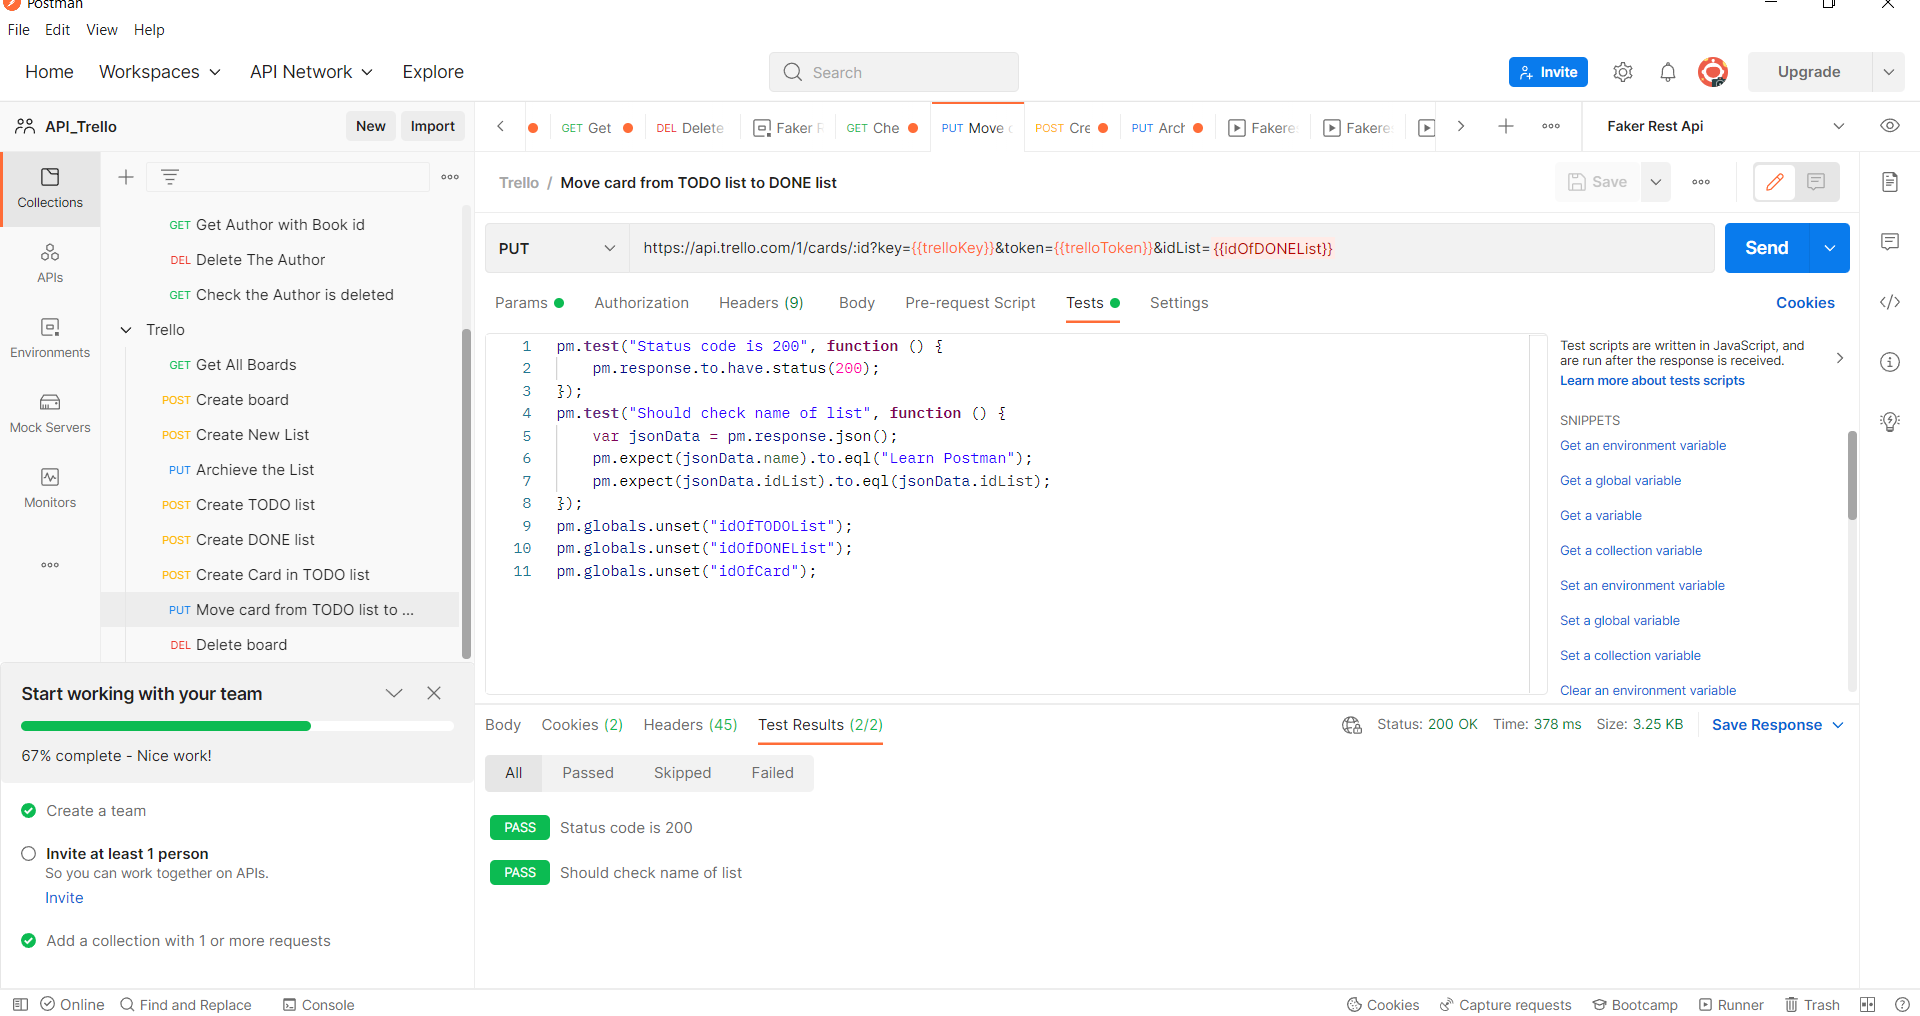 Postman
File Edit View Help
Home Workspaces API Network Explore
Search
Invite
Upgrade
API_Trello
New Import
GET Get
DEL Delete
Faker
GET Che
PUT Move
POST Cre
PUT Arch
Fakere
Fakere
Faker Rest Api
Collections
APIs
Environments
Mock Servers
Monitors
GET Get Author with Book id
DEL Delete The Author
GET Check the Author is deleted
Trello
GET Get All Boards
POST Create board
POST Create New List
PUT Archieve the List
POST Create TODO list
POST Create DONE list
POST Create Card in TODO list
PUT Move card from TODO list to ...
DEL Delete board
Start working with your team
67% complete - Nice work!
Create a team
Invite at least 1 person
So you can work together on APIs.
Invite
Add a collection with 1 or more requests
Trello / Move card from TODO list to DONE list
Save
PUT
https://api.trello.com/1/cards/:id?key={{trelloKey}}&token={{trelloToken}}&idList={{idOfDONEList}}
Send
Params Authorization Headers (9) Body Pre-request Script Tests Settings
Cookies
1 pm.test("Status code is 200", function () {
2 pm.response.to.have.status(200);
3 });
4 pm.test("Should check name of list", function () {
5 var jsonData = pm.response.json();
6 pm.expect(jsonData.name).to.eql("Learn Postman");
7 pm.expect(jsonData.idList).to.eql(jsonData.idList);
8 });
9 pm.globals.unset("idOfTODOList");
10 pm.globals.unset("idOfDONEList");
11 pm.globals.unset("idOfCard");
Test scripts are written in JavaScript, and
are run after the response is received.
Learn more about tests scripts
SNIPPETS
Get an environment variable
Get a global variable
Get a variable
Get a collection variable
Set an environment variable
Set a global variable
Set a collection variable
Clear an environment variable
Body Cookies (2) Headers (45) Test Results (2/2)
Status: 200 OK Time: 378 ms Size: 3.25 KB
Save Response
All Passed Skipped Failed
PASS Status code is 200
PASS Should check name of list
Online Find and Replace Console
Cookies Capture requests Bootcamp Runner Trash